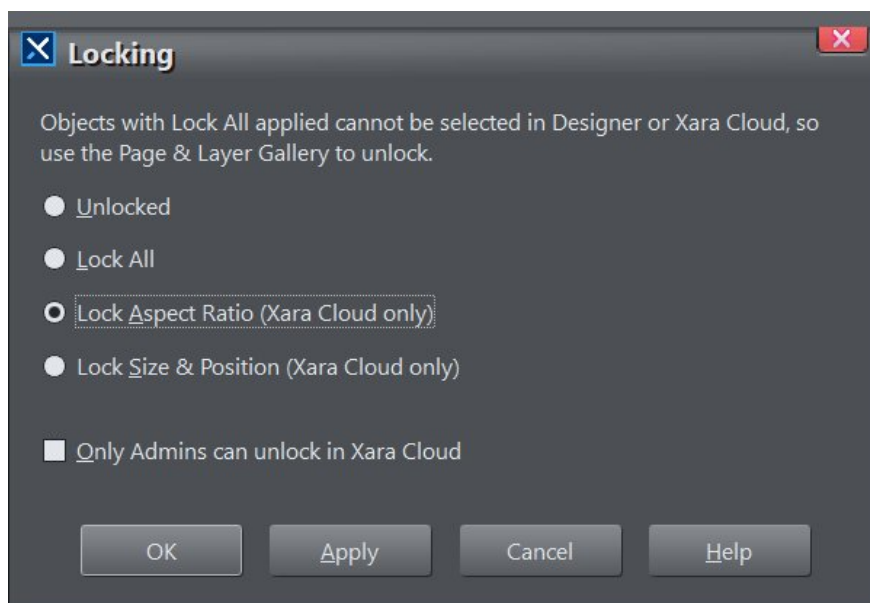 Locking
Objects with Lock All applied cannot be selected in Designer or Xara Cloud, so
use the Page & Layer Gallery to unlock.
Unlocked
Lock All
Lock Aspect Ratio (Xara Cloud only)
Lock Size & Position (Xara Cloud only)
Only Admins can unlock in Xara Cloud
OK Apply Cancel Help